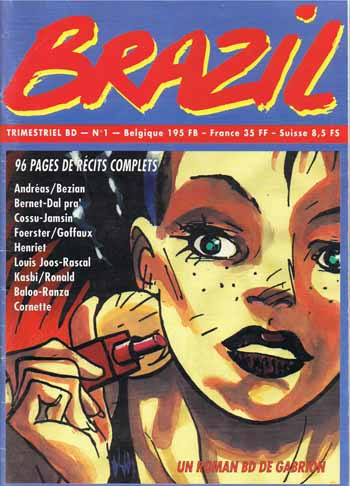 BRAZIL
TRIMESTRIEL BD — N°1 — Belgique 195 FB – France 35 FF – Suisse 8,5 FS
96 PAGES DE RÉCITS COMPLETS
Andréas/Bezian
Bernet-Dal pra'
Cossu-Jamsin
Foerster/Goffaux
Henriet
Louis Joos-Rascal
Kasbi/Ronald
Baloo-Ranza
Cornette
UN ROMAN BD DE GABRION